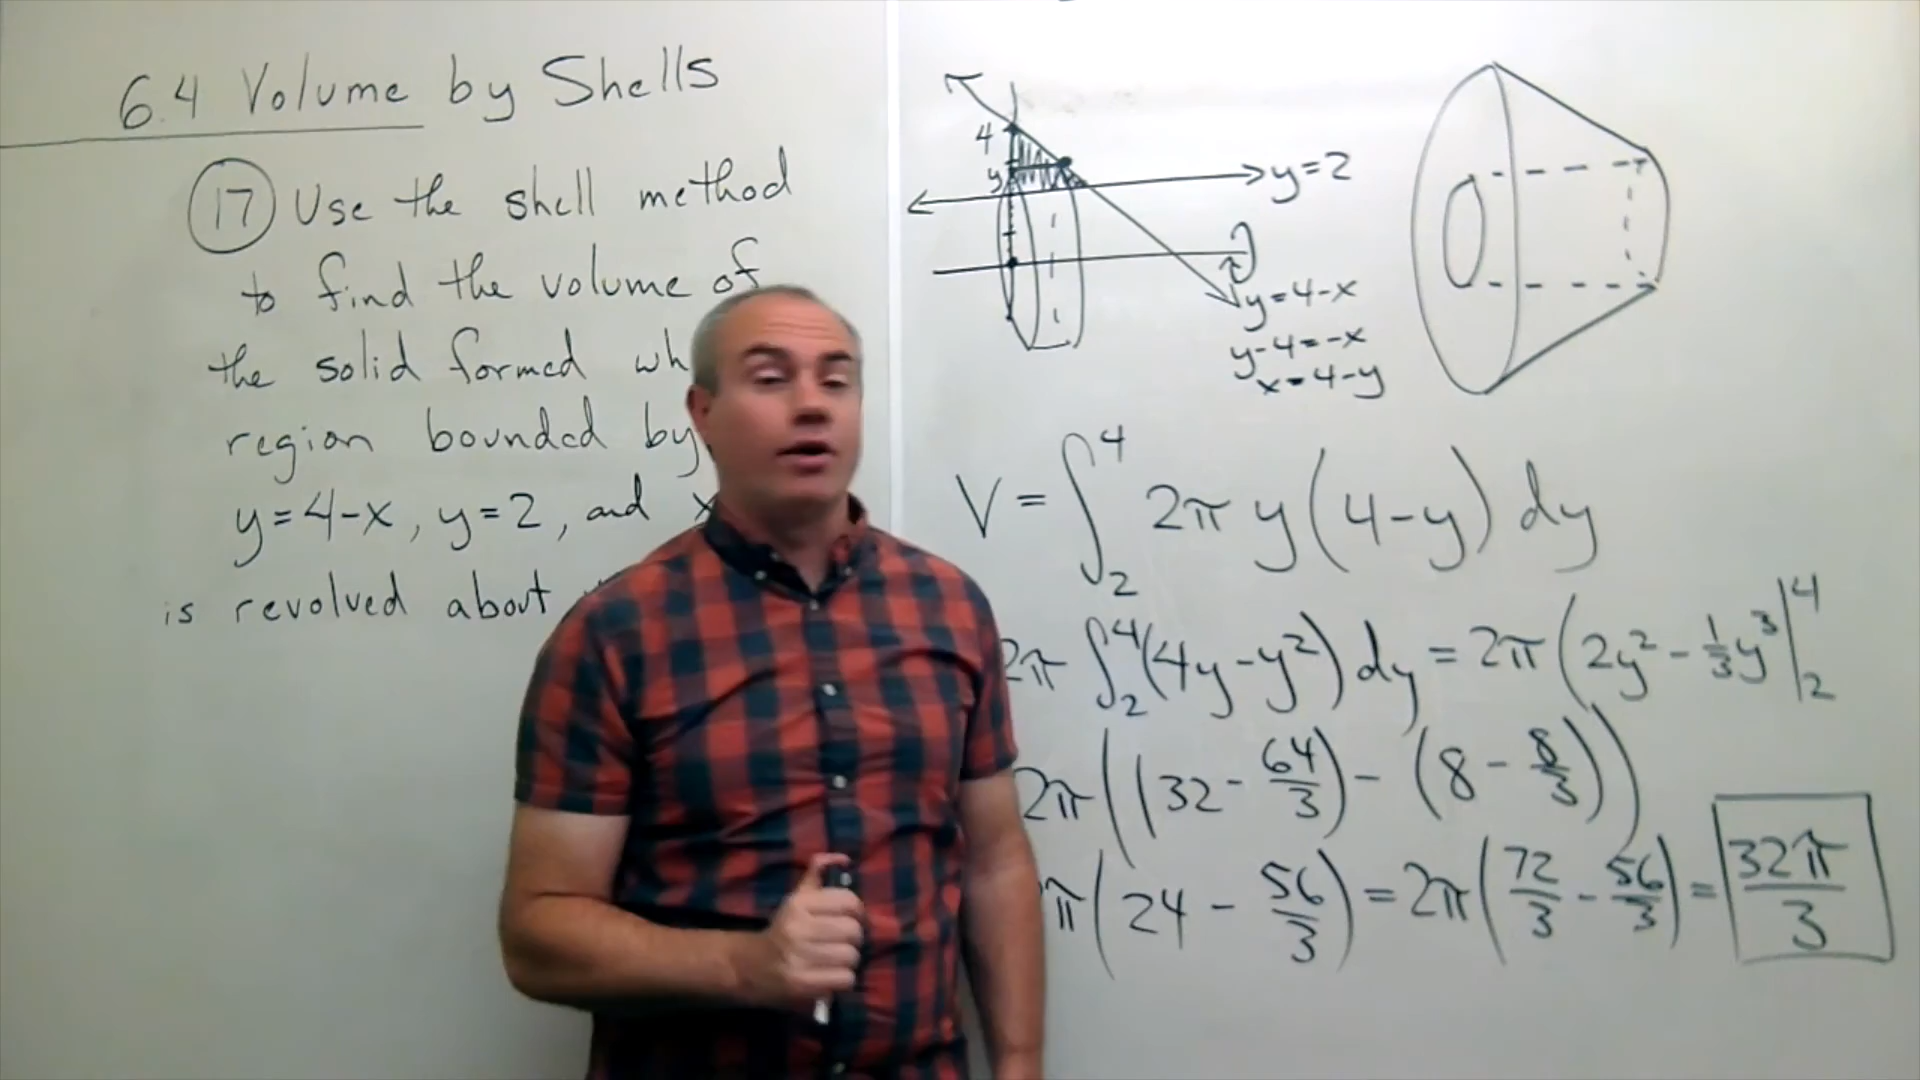 6.4 Volume by Shells
17 Use the shell method
to find the volume of
the solid formed wh
region bounded by
y=4-x, y=2, and x
is revolved about
4
y
y=2
y=4-x
y-4=-x
x=4-y
V = ∫₂⁴ 2π y(4-y) dy
2π ∫₂⁴ (4y-y²) dy = 2π(2y² - 1/3 y³ |₂⁴
2π((32 - 64/3) - (8 - 8/3))
π(24 - 56/3) = 2π(72/3 - 56/3) = 32π/3